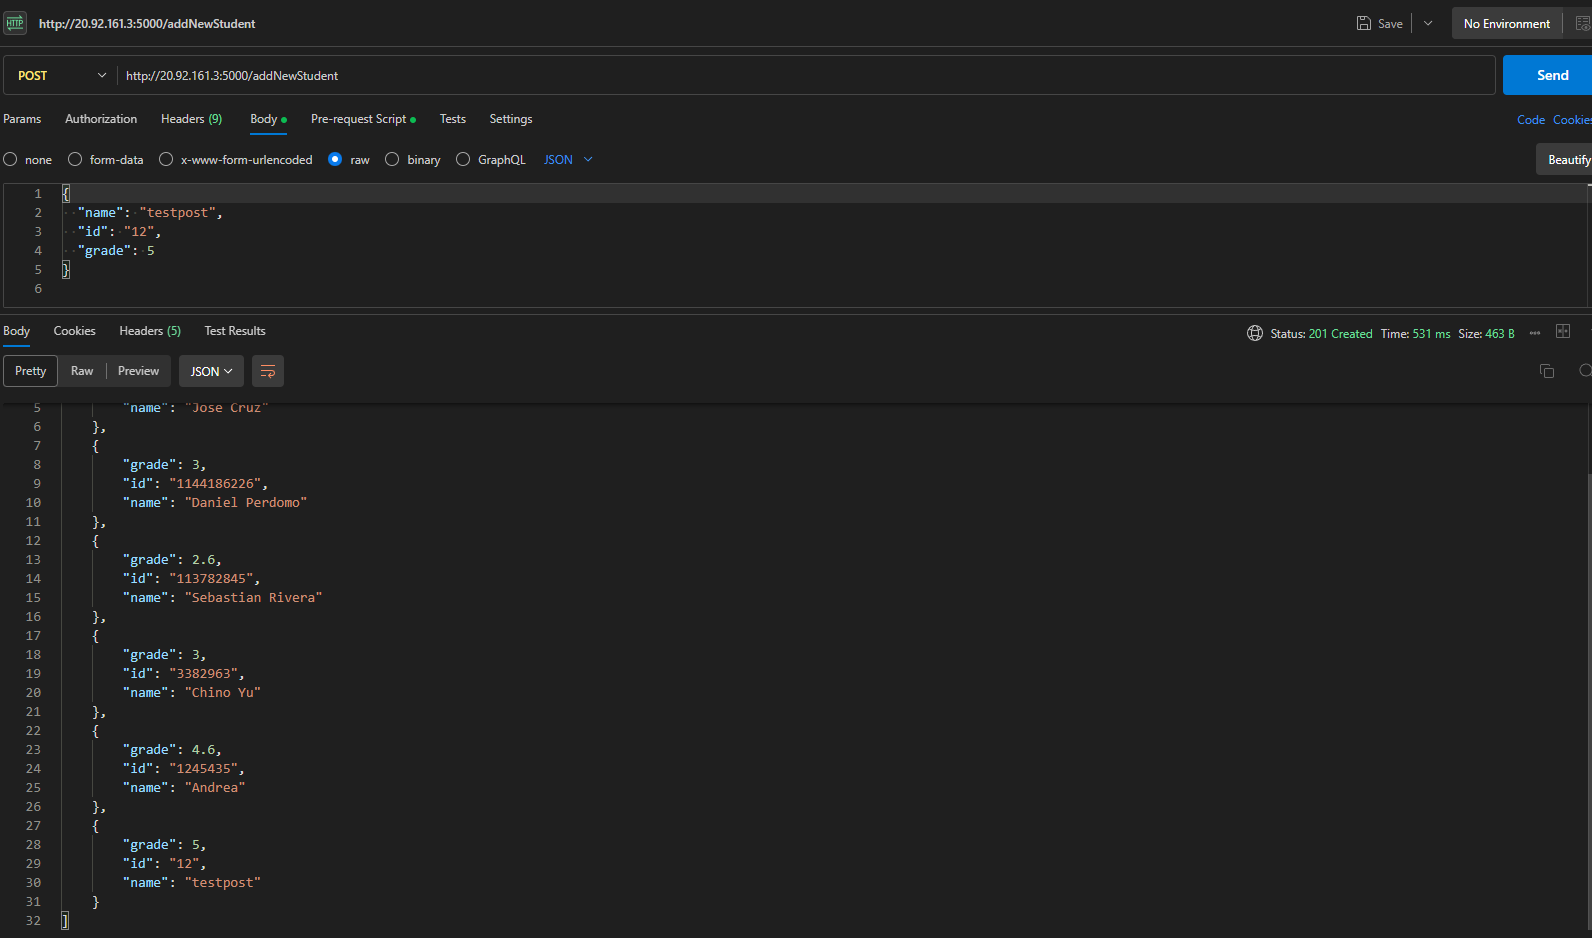 HTTP http://20.92.161.3:5000/addNewStudent Save No Environment
POST http://20.92.161.3:5000/addNewStudent Send
Params Authorization Headers (9) Body Pre-request Script Tests Settings Code Cookies
none form-data x-www-form-urlencoded raw binary GraphQL JSON Beautify
1 {
2 "name": "testpost",
3 "id": "12",
4 "grade": 5
5 }
6
Body Cookies Headers (5) Test Results Status: 201 Created Time: 531 ms Size: 463 B
Pretty Raw Preview JSON
5 "name": "Jose Cruz"
6 },
7 {
8 "grade": 3,
9 "id": "1144186226",
10 "name": "Daniel Perdomo"
11 },
12 {
13 "grade": 2.6,
14 "id": "113782845",
15 "name": "Sebastian Rivera"
16 },
17 {
18 "grade": 3,
19 "id": "3382963",
20 "name": "Chino Yu"
21 },
22 {
23 "grade": 4.6,
24 "id": "1245435",
25 "name": "Andrea"
26 },
27 {
28 "grade": 5,
29 "id": "12",
30 "name": "testpost"
31 }
32 ]